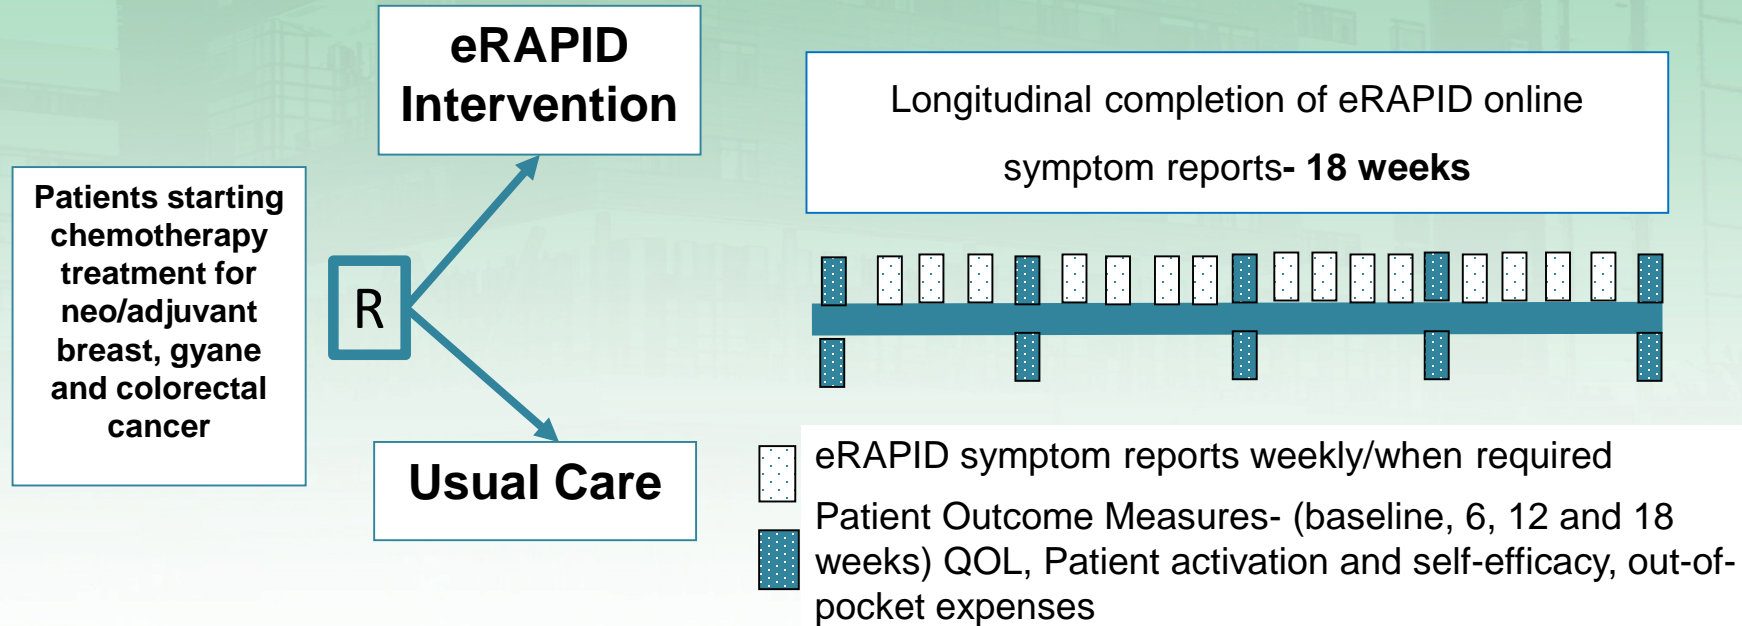 eRAPID
Intervention
Longitudinal completion of eRAPID online
symptom reports- 18 weeks
Patients starting
chemotherapy
treatment for
neo/adjuvant
breast, gyane
and colorectal
cancer
R
Usual Care
eRAPID symptom reports weekly/when required
Patient Outcome Measures- (baseline, 6, 12 and 18
weeks) QOL, Patient activation and self-efficacy, out-of-
pocket expenses